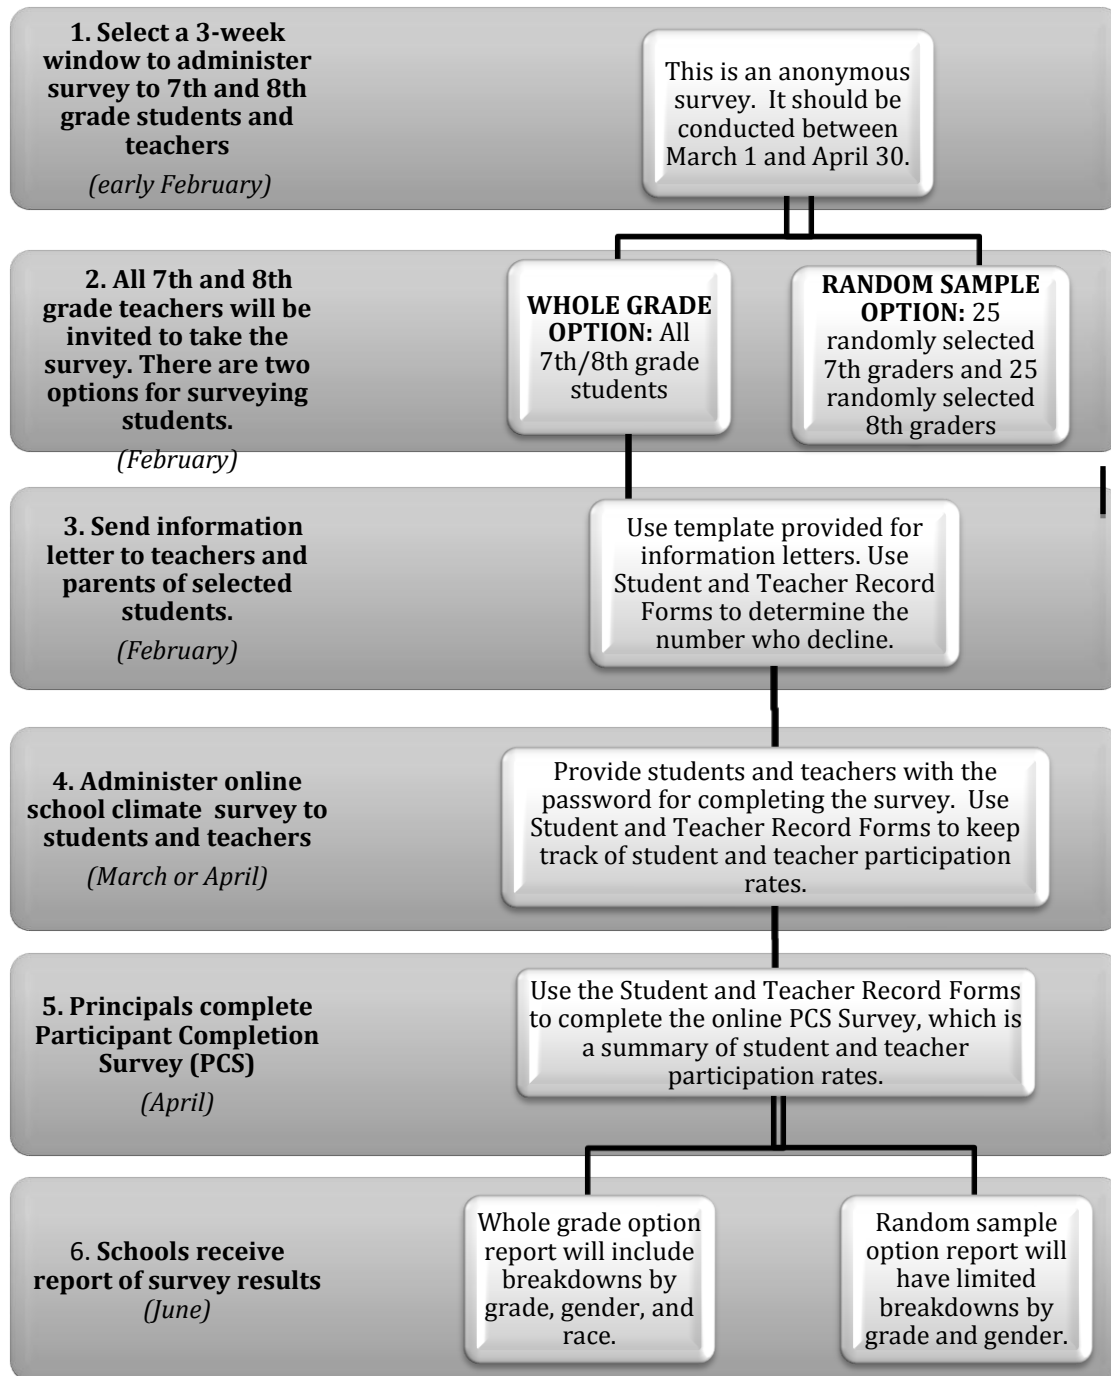 1. Select a 3-week
window to administer
survey to 7th and 8th
grade students and
teachers
(early February)
This is an anonymous
survey.  It should be
conducted between
March 1 and April 30.
2. All 7th and 8th
grade teachers will be
invited to take the
survey. There are two
options for surveying
students.
(February)
WHOLE GRADE
OPTION: All
7th/8th grade
students
RANDOM SAMPLE
OPTION: 25
randomly selected
7th graders and 25
randomly selected
8th graders
3. Send information
letter to teachers and
parents of selected
students.
(February)
Use template provided for
information letters. Use
Student and Teacher Record
Forms to determine the
number who decline.
4. Administer online
school climate  survey to
students and teachers
(March or April)
Provide students and teachers with the
password for completing the survey.  Use
Student and Teacher Record Forms to keep
track of student and teacher participation
rates.
5. Principals complete
Participant Completion
Survey (PCS)
(April)
Use the Student and Teacher Record Forms
to complete the online PCS Survey, which is
a summary of student and teacher
participation rates.
6. Schools receive
report of survey results
(June)
Whole grade option
report will include
breakdowns by
grade, gender, and
race.
Random sample
option report will
have limited
breakdowns by
grade and gender.